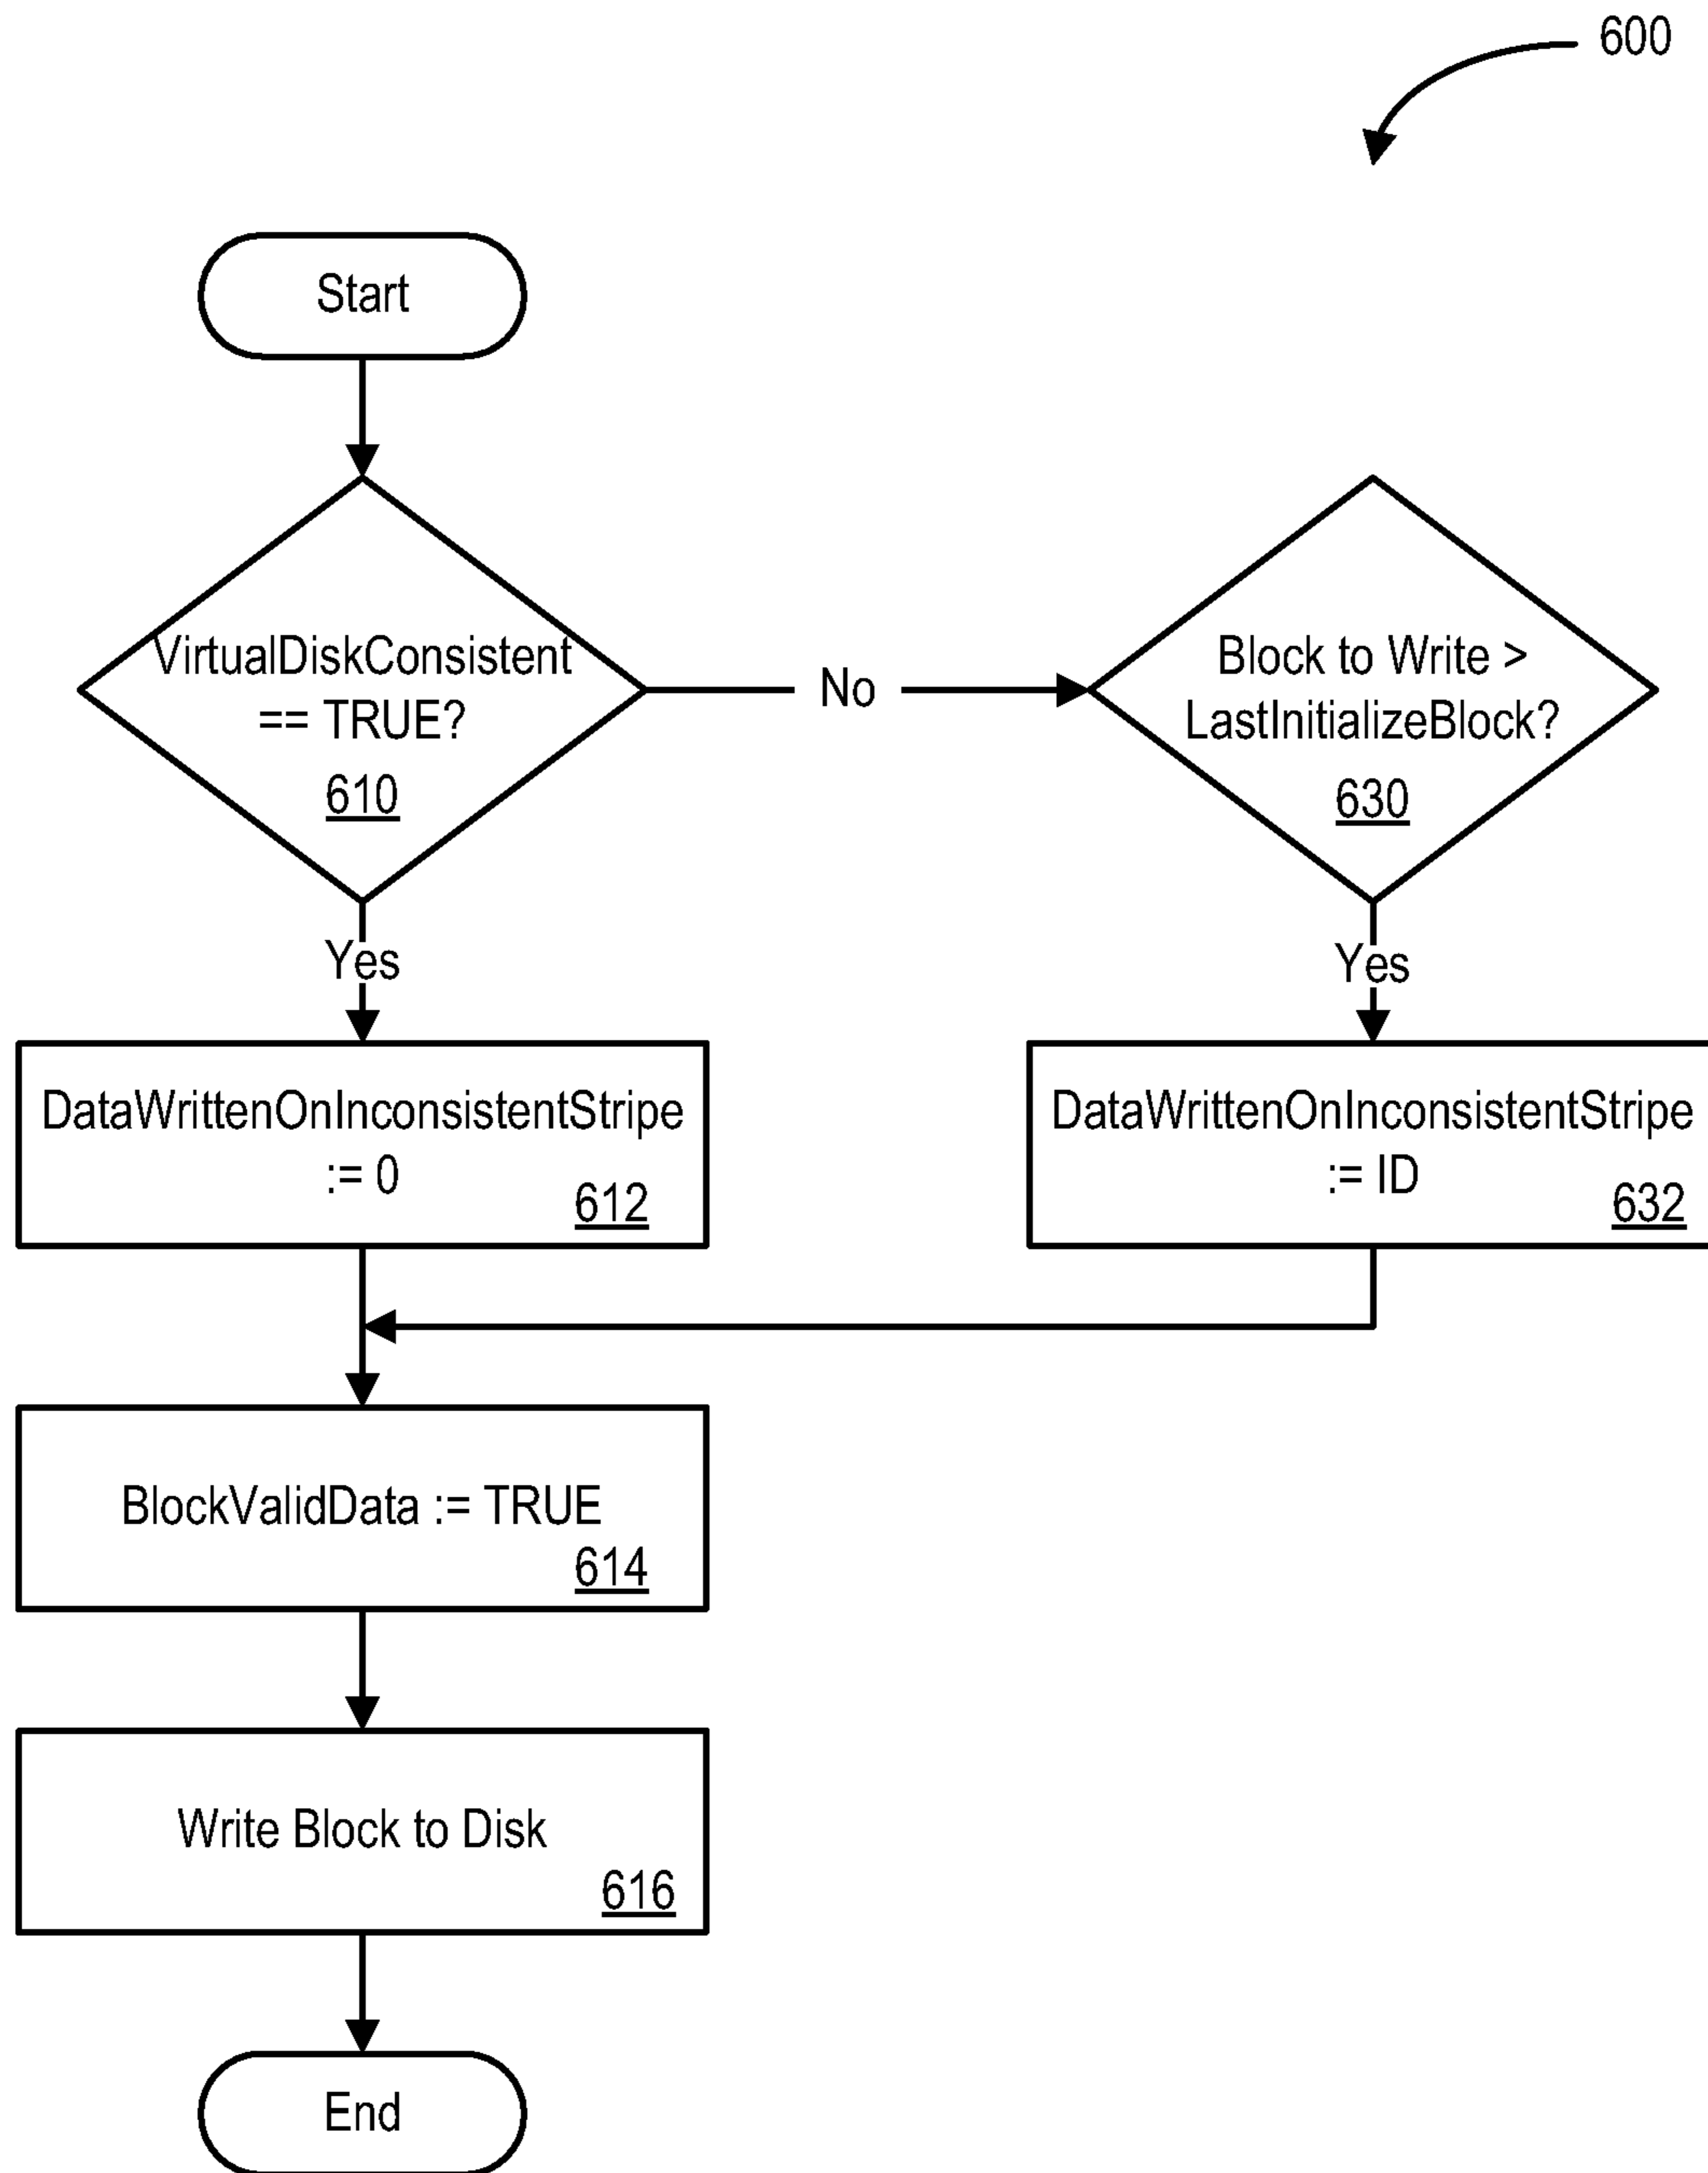 600
Start
VirtualDiskConsistent
== TRUE?
610
No
Block to Write >
LastInitializeBlock?
630
Yes
Yes
DataWrittenOnInconsistentStripe
:= 0
612
DataWrittenOnInconsistentStripe
:= ID
632
BlockValidData := TRUE
614
Write Block to Disk
616
End